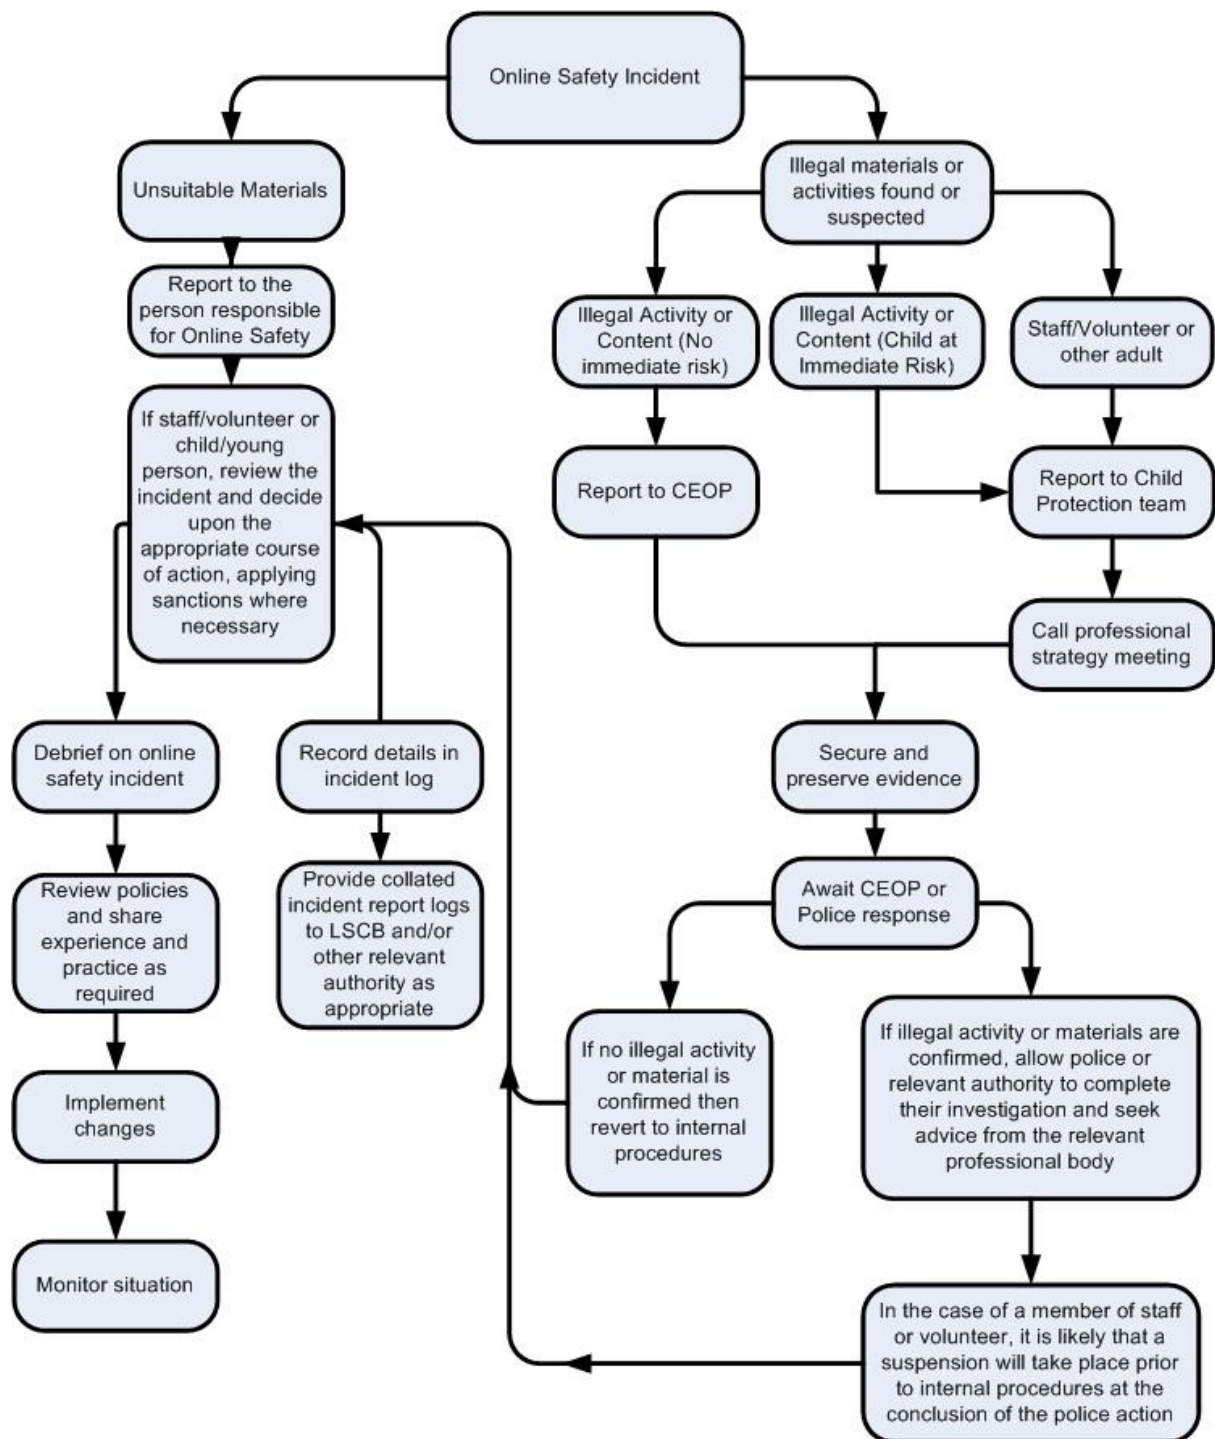 Online Safety Incident
Unsuitable Materials
Illegal materials or
activities found or
suspected
Report to the
person responsible
for Online Safety
Illegal Activity or
Content (No
immediate risk)
Illegal Activity or
Content (Child at
Immediate Risk)
Staff/Volunteer or
other adult
If staff/volunteer or
child/young
person, review the
incident and decide
upon the
appropriate course
of action, applying
sanctions where
necessary
Report to CEOP
Report to Child
Protection team
Call professional
strategy meeting
Debrief on online
safety incident
Record details in
incident log
Secure and
preserve evidence
Review policies
and share
experience and
practice as
required
Provide collated
incident report logs
to LSCB and/or
other relevant
authority as
appropriate
Await CEOP or
Police response
If no illegal activity
or material is
confirmed then
revert to internal
procedures
If illegal activity or materials are
confirmed, allow police or
relevant authority to complete
their investigation and seek
advice from the relevant
professional body
Implement
changes
Monitor situation
In the case of a member of staff
or volunteer, it is likely that a
suspension will take place prior
to internal procedures at the
conclusion of the police action